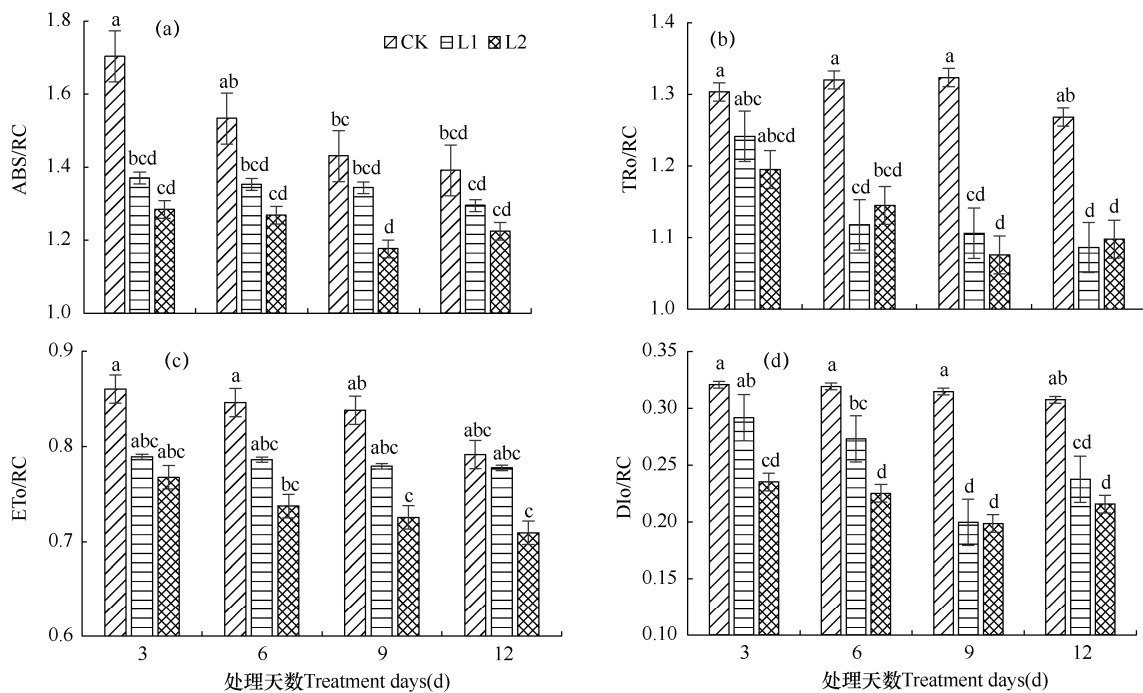 (a)
CK L1 L2
ABS/RC
1.8
1.6
1.4
1.2
1.0
a
bcd
cd
ab
bcd
cd
bc
bcd
d
bcd
cd
cd
(b)
TRo/RC
1.4
1.3
1.2
1.1
1.0
a
abc
abcd
a
cd
bcd
a
cd
d
ab
d
d
(c)
ETo/RC
0.9
0.8
0.7
0.6
a
abc
abc
a
abc
bc
ab
abc
c
abc
abc
c
3 6 9 12
处理天数Treatment days(d)
(d)
DIo/RC
0.35
0.30
0.25
0.20
0.15
0.10
a
ab
cd
a
bc
d
a
d
d
ab
cd
d
3 6 9 12
处理天数Treatment days(d)